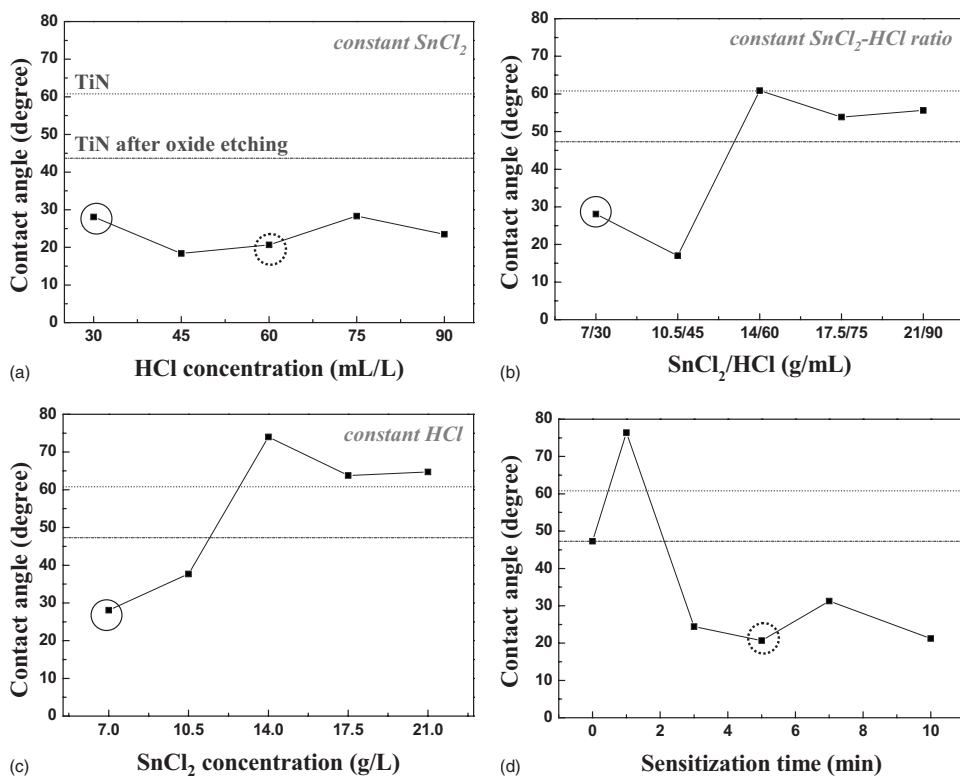 80
70
60
50
40
30
20
10
0
constant SnCl₂
TiN
TiN after oxide etching
Contact angle (degree)
30 45 60 75 90
(a) HCl concentration (mL/L)
80
70
60
50
40
30
20
10
0
constant SnCl₂-HCl ratio
Contact angle (degree)
7/30 10.5/45 14/60 17.5/75 21/90
(b) SnCl₂/HCl (g/mL)
80
70
60
50
40
30
20
10
0
constant HCl
Contact angle (degree)
7.0 10.5 14.0 17.5 21.0
(c) SnCl₂ concentration (g/L)
80
70
60
50
40
30
20
10
0
Contact angle (degree)
0 2 4 6 8 10
(d) Sensitization time (min)